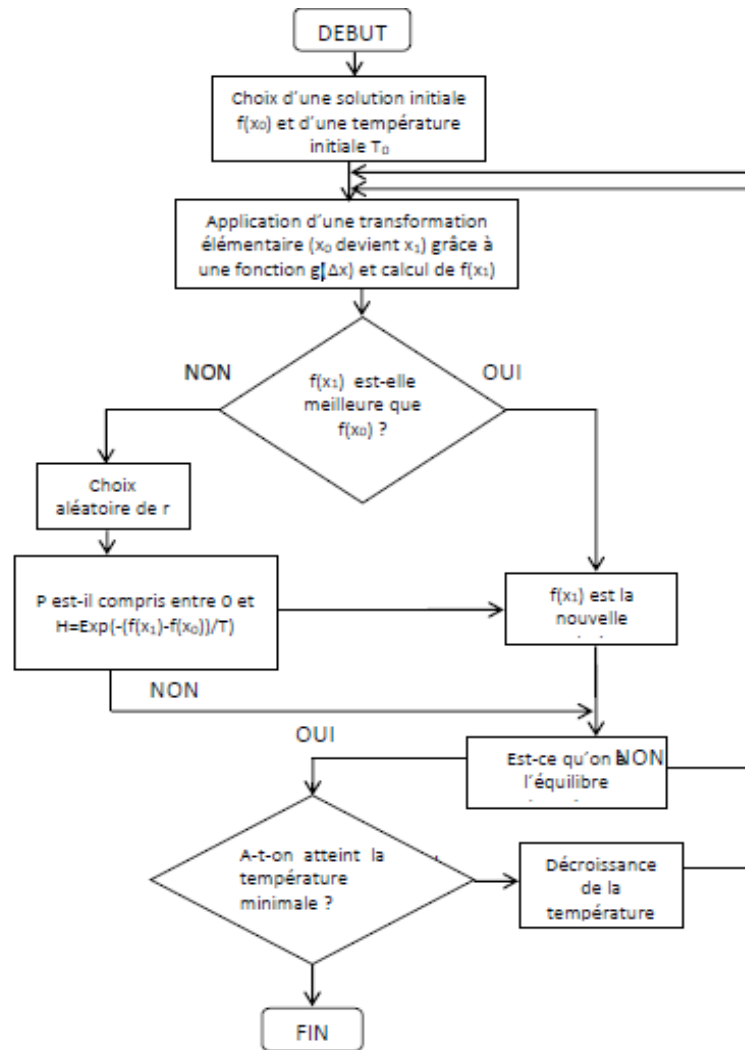 DEBUT
Choix d'une solution initiale
f(x₀) et d'une température
initiale T₀
Application d'une transformation
élémentaire (x₀ devient x₁) grâce à
une fonction g(Δx) et calcul de f(x₁)
NON
OUI
f(x₁) est-elle
meilleure que
f(x₀) ?
Choix
aléatoire de r
P est-il compris entre 0 et
H=Exp(-(f(x₁)-f(x₀))/T)
f(x₁) est la
nouvelle
NON
OUI
Est-ce qu'on
NON
l'équilibre
A-t-on atteint la
température
minimale ?
Décroissance
de la
température
FIN